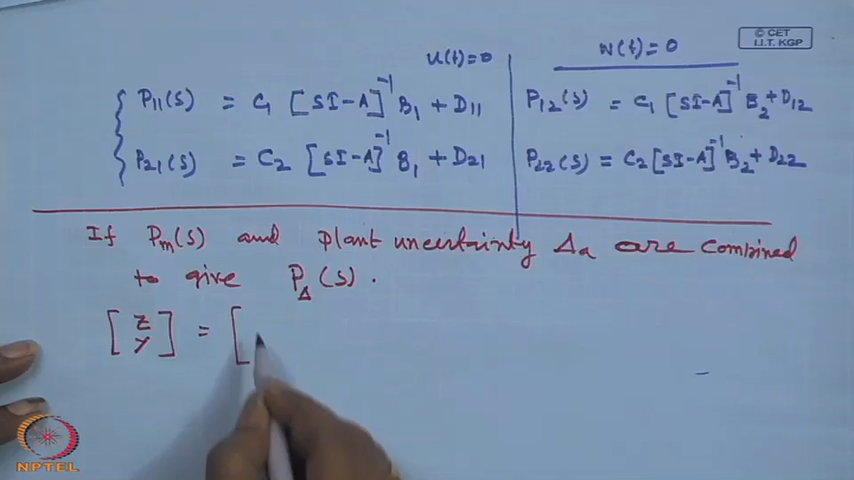 © CET
I.I.T. KGP
u(t)=0
W(t)=0
P11(s) = C1 [SI-A]^-1 B1 + D11
P12(s) = C1 [SI-A]^-1 B2 + D12
P21(s) = C2 [SI-A]^-1 B1 + D21
P22(s) = C2 [SI-A]^-1 B2 + D22
If Pm(s) and plant uncertainty Δa are combined
to give PΔ(s).
[z y] = [
NPTEL